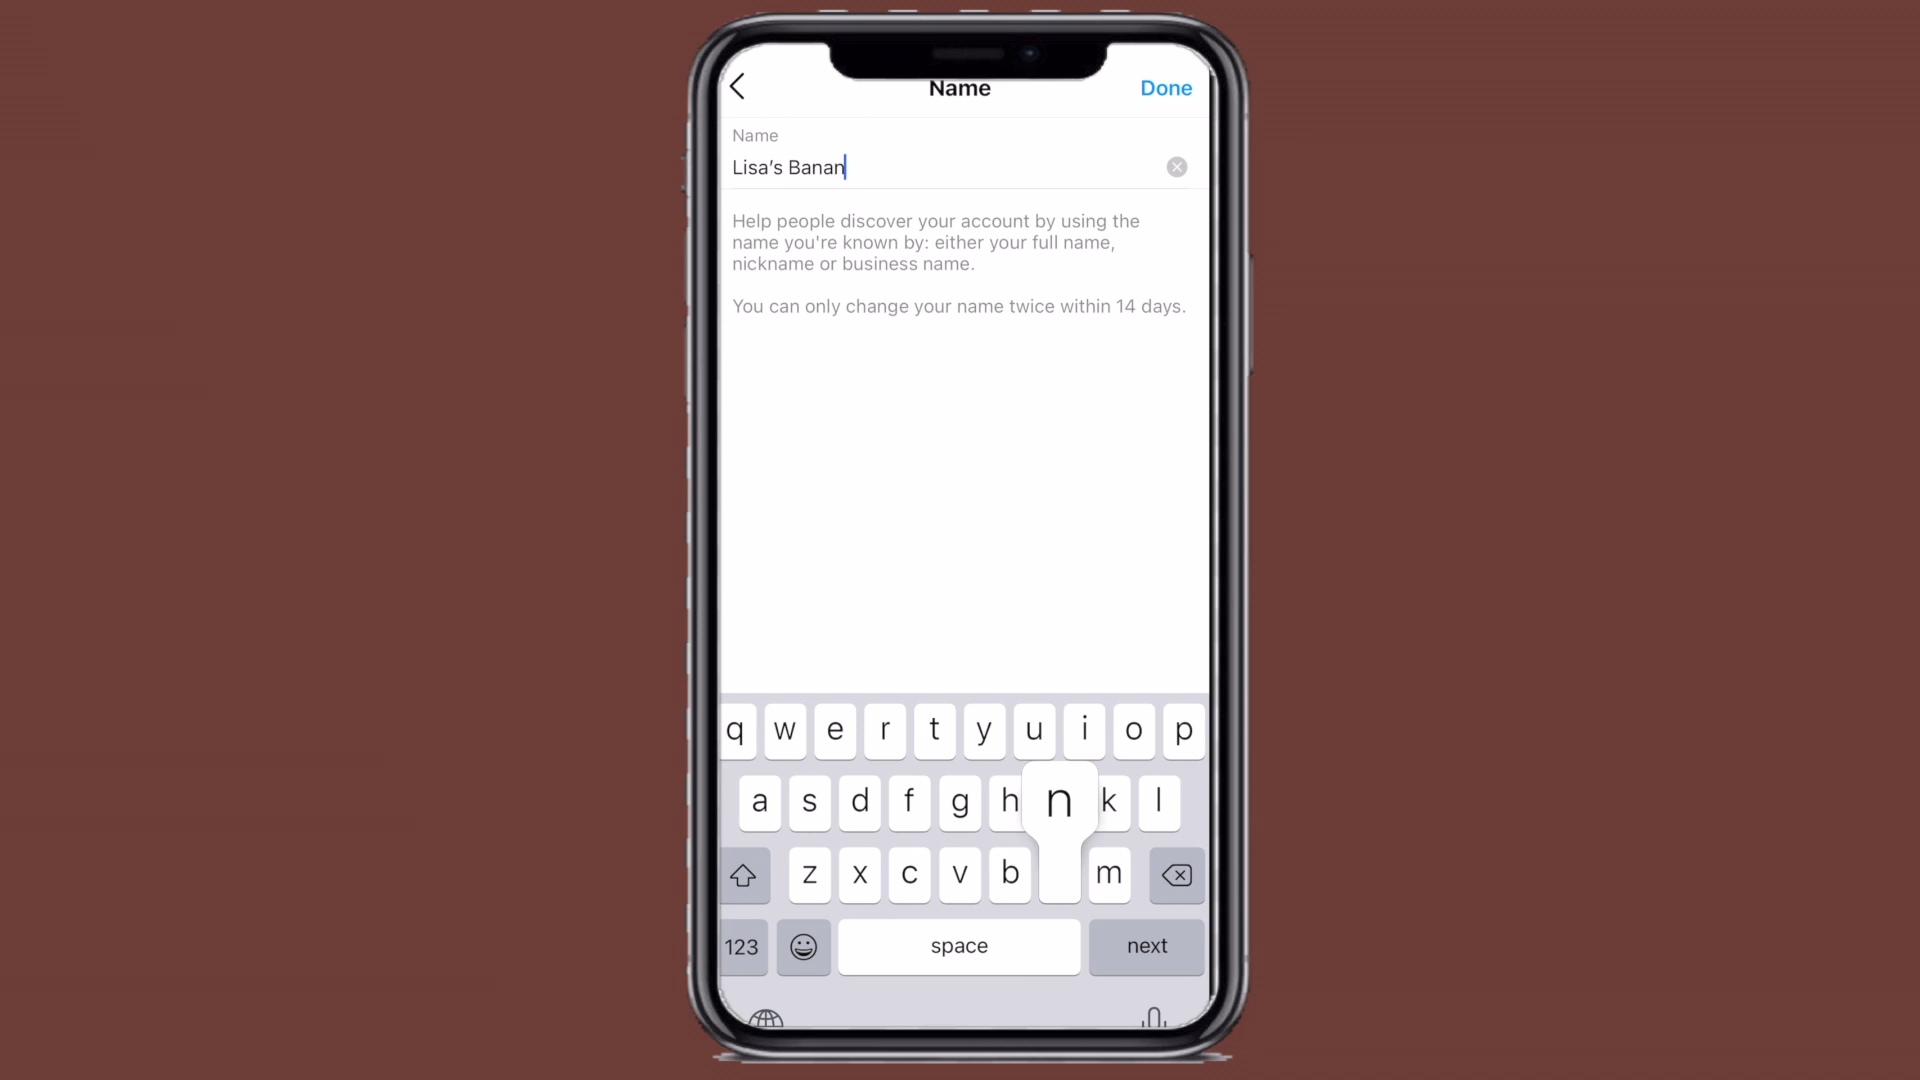 Name
Done
Name
Lisa’s Banan
Help people discover your account by using the
name you're known by: either your full name,
nickname or business name.
You can only change your name twice within 14 days.
q w e r t y u i o p
a s d f g h n k l
z x c v b m
123 space next